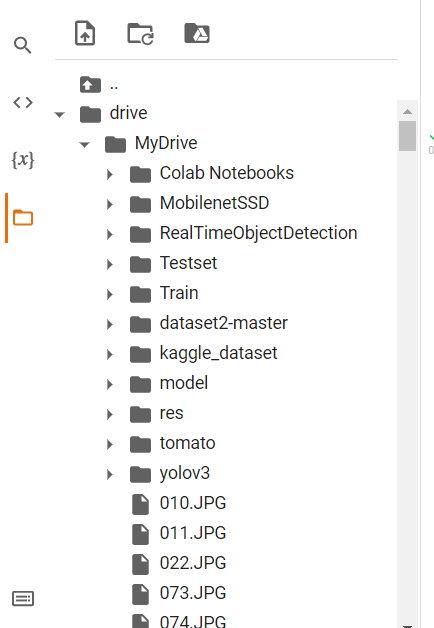 ..
drive
MyDrive
Colab Notebooks
MobilenetSSD
RealTimeObjectDetection
Testset
Train
dataset2-master
kaggle_dataset
model
res
tomato
yolov3
010.JPG
011.JPG
022.JPG
073.JPG
074.JPG
{x}
0